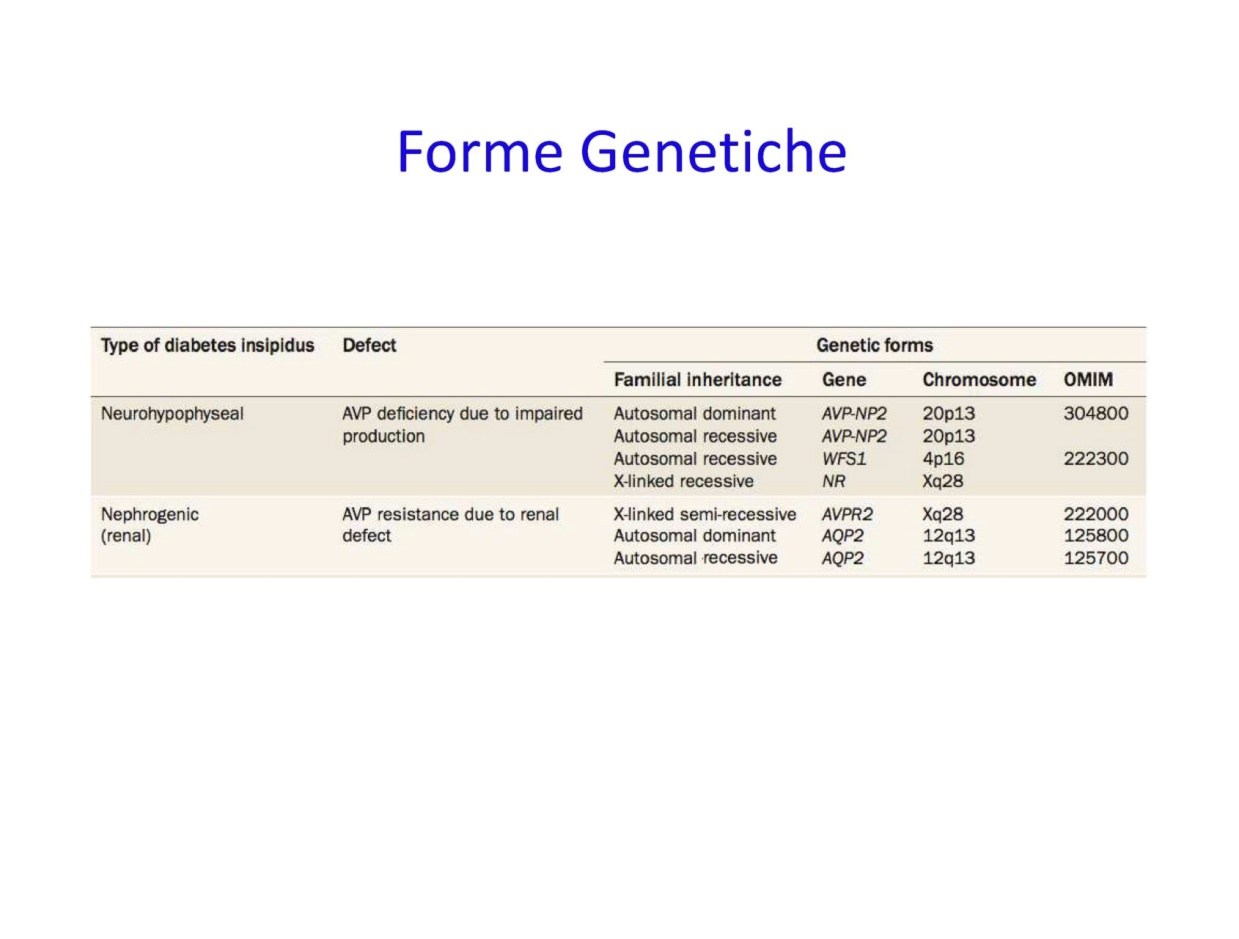 Forme Genetiche
Type of diabetes insipidus Defect Genetic forms
Familial inheritance Gene Chromosome OMIM
Neurohypophyseal AVP deficiency due to impaired Autosomal dominant AVP-NP2 20p13 304800
production Autosomal recessive AVP-NP2 20p13
Autosomal recessive WFS1 4p16 222300
X-linked recessive NR Xq28
Nephrogenic AVP resistance due to renal X-linked semi-recessive AVPR2 Xq28 222000
(renal) defect Autosomal dominant AQP2 12q13 125800
Autosomal recessive AQP2 12q13 125700